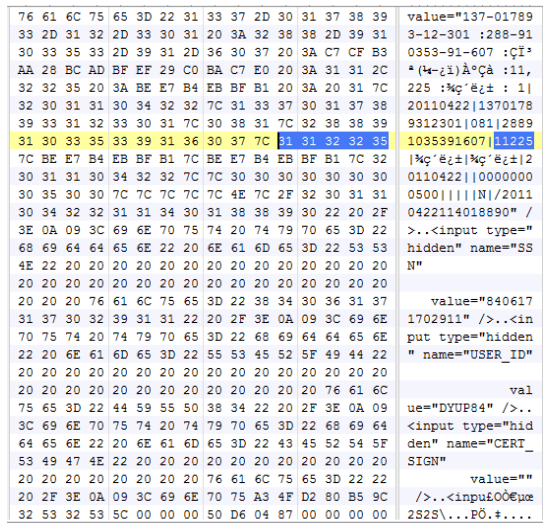 76 61 6C 75 65 3D 22 31 33 37 2D 30 31 37 38 39 value="137-01789
33 2D 31 32 2D 33 30 31 20 3A 32 38 38 2D 39 31 3-12-301 :288-91
30 33 35 33 2D 39 31 2D 36 30 37 20 3A C7 CF B3 0353-91-607 :ÇÏ³
AA 28 BC AD BF EF 29 C0 BA C7 E0 20 3A 31 31 2C ª(¼-¿ï)ÀºÇà :11,
32 32 35 20 3A BE E7 B4 EB BF B1 20 3A 20 31 7C 225 :¾ç´ë¿± : 1|
32 30 31 31 30 34 32 32 7C 31 33 37 30 31 37 38 20110422|1370178
39 33 31 32 33 30 31 7C 30 38 31 7C 32 38 38 39 9312301|081|2889
31 30 33 35 33 39 31 36 30 37 7C 31 31 32 32 35 1035391607|11225
7C BE E7 B4 EB BF B1 7C BE E7 B4 EB BF B1 7C 32 |¾ç´ë¿±|¾ç´ë¿±|2
30 31 31 30 34 32 32 7C 7C 30 30 30 30 30 30 30 0110422||0000000
30 35 30 30 7C 7C 7C 7C 7C 4E 7C 2F 32 30 31 31 0500|||||N|/2011
30 34 32 32 31 31 34 30 31 38 38 39 30 22 20 2F 0422114018890" /
3E 0A 09 3C 69 6E 70 75 74 20 74 79 70 65 3D 22 >..<input type="
68 69 64 64 65 6E 22 20 6E 61 6D 65 3D 22 53 53 hidden" name="SS
4E 22 20 20 20 20 20 20 20 20 20 20 20 20 20 20 N"
20 20 20 20 20 20 20 20 20 20 20 20 20 20 20 20
20 20 20 76 61 6C 75 65 3D 22 38 34 30 36 31 37 value="840617
31 37 30 32 39 31 31 22 20 2F 3E 0A 09 3C 69 6E 1702911" />..<in
70 75 74 20 74 79 70 65 3D 22 68 69 64 64 65 6E put type="hidden
22 20 6E 61 6D 65 3D 22 55 53 45 52 5F 49 44 22 " name="USER_ID"
20 20 20 20 20 20 20 20 20 20 20 20 20 20 20 20
20 20 20 20 20 20 20 20 20 20 20 20 20 76 61 6C val
75 65 3D 22 44 59 55 50 38 34 22 20 2F 3E 0A 09 ue="DYUP84" />..
3C 69 6E 70 75 74 20 74 79 70 65 3D 22 68 69 64 <input type="hid
64 65 6E 22 20 6E 61 6D 65 3D 22 43 45 52 54 5F den" name="CERT_
53 49 47 4E 22 20 20 20 20 20 20 20 20 20 20 20 SIGN"
20 20 20 20 20 20 20 20 76 61 6C 75 65 3D 22 22 value=""
20 2F 3E 0A 09 3C 69 6E 70 75 A3 4F D2 80 B5 9C />..<inpu£OÒ€µœ
32 53 32 53 5C 00 00 00 50 D6 04 87 00 00 00 00 2S2S\...PÖ.‡....